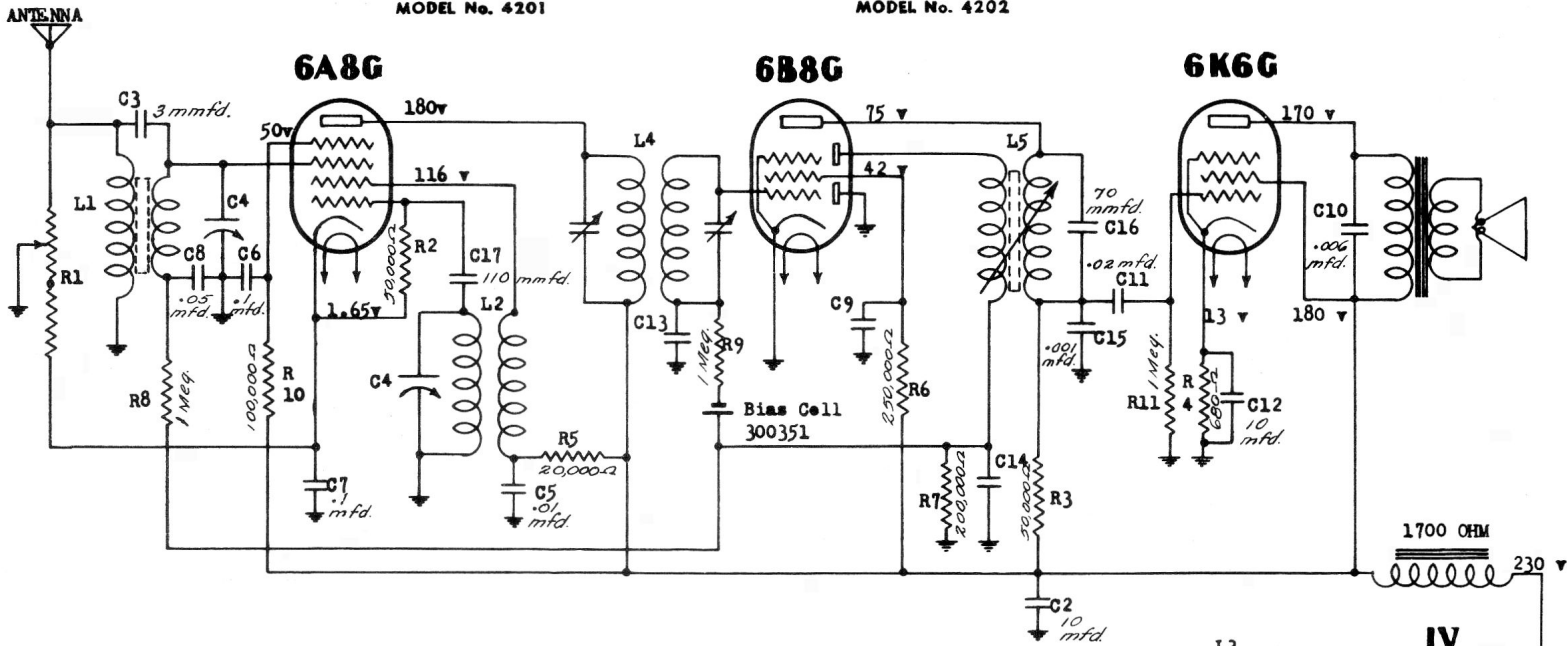 MODEL No. 4201
MODEL No. 4202
ANTENNA
6A8G
6B8G
6K6G
C3
3 mmfd.
50v
180v
116 v
L1
C4
C8
C6
.05
mfd.
.1
mfd.
R1
R8
1 Meg.
R
10
100,000Ω
R2
50,000Ω
C17
110 mmfd.
1.65v
L2
C4
C7
.1
mfd.
R5
20,000Ω
C5
.01
mfd.
L4
C13
R9
1 Meg.
Bias Cell
300351
75 v
42 v
C9
R6
250,000Ω
L5
70
mmfd.
C16
.02 mfd.
C11
C15
.001
mfd.
R7
200,000Ω
C14
R3
50,000Ω
C2
10
mfd.
170 v
C10
.006
mfd.
13 v
180 v
R11
1 Meg.
R
4
680Ω
C12
10
mfd.
1700 OHM
230 v
IV